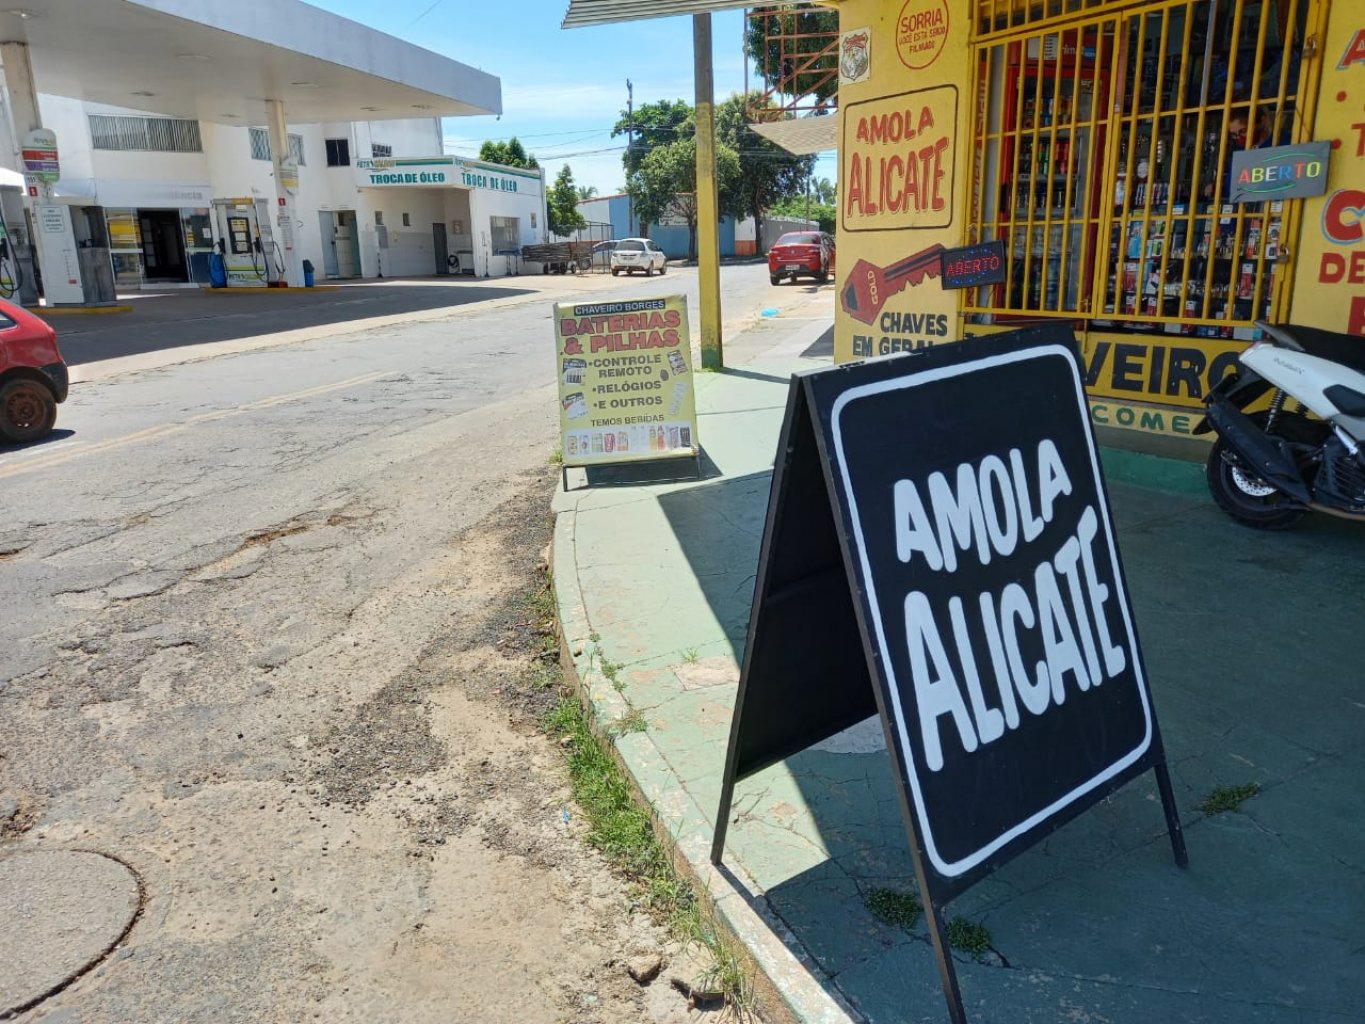 TROCA DE ÓLEO
TROCA DE ÓLEO
SORRIA
VOCÊ ESTÁ SENDO
FILMADO
AMOLA
ALICATE
GOLD
ABERTO
CHAVES
EM GERAL
ABERTO
VEIRO
COME
DE
CHAVEIRO BORGES
BATERIAS
& PILHAS
•CONTROLE
REMOTO
•RELÓGIOS
•E OUTROS
TEMOS BEBIDAS
AMOLA
ALICATE